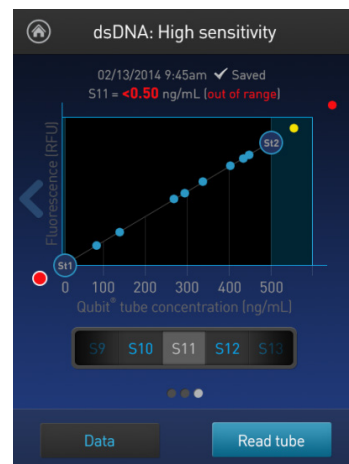 dsDNA: High sensitivity
02/13/2014 9:45am ✓ Saved
S11 = <0.50 ng/mL (out of range)
Fluorescence (RFU)
St2
St1
0 100 200 300 400 500
Qubit® tube concentration (ng/mL)
S9 S10 S11 S12 S13
Data Read tube